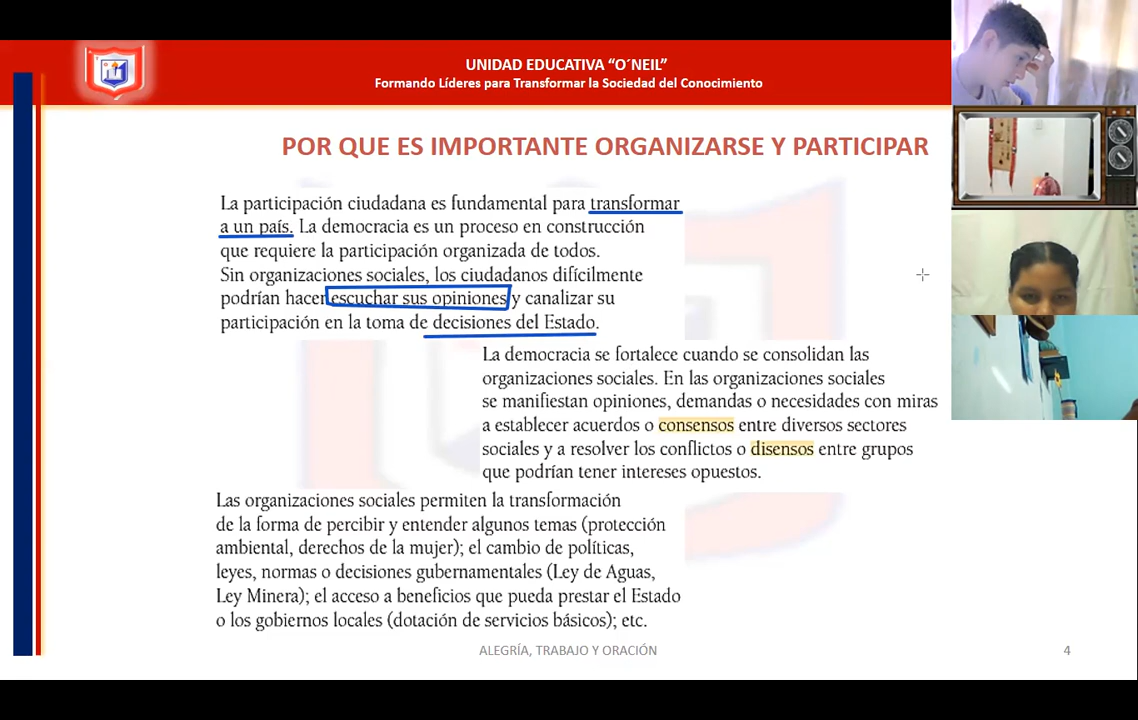 UNIDAD EDUCATIVA “O´NEIL”
Formando Líderes para Transformar la Sociedad del Conocimiento
POR QUE ES IMPORTANTE ORGANIZARSE Y PARTICIPAR
La participación ciudadana es fundamental para transformar
a un país. La democracia es un proceso en construcción
que requiere la participación organizada de todos.
Sin organizaciones sociales, los ciudadanos difícilmente
podrían hacer escuchar sus opiniones y canalizar su
participación en la toma de decisiones del Estado.
La democracia se fortalece cuando se consolidan las
organizaciones sociales. En las organizaciones sociales
se manifiestan opiniones, demandas o necesidades con miras
a establecer acuerdos o consensos entre diversos sectores
sociales y a resolver los conflictos o disensos entre grupos
que podrían tener intereses opuestos.
Las organizaciones sociales permiten la transformación
de la forma de percibir y entender algunos temas (protección
ambiental, derechos de la mujer); el cambio de políticas,
leyes, normas o decisiones gubernamentales (Ley de Aguas,
Ley Minera); el acceso a beneficios que pueda prestar el Estado
o los gobiernos locales (dotación de servicios básicos); etc.
ALEGRÍA, TRABAJO Y ORACIÓN
4